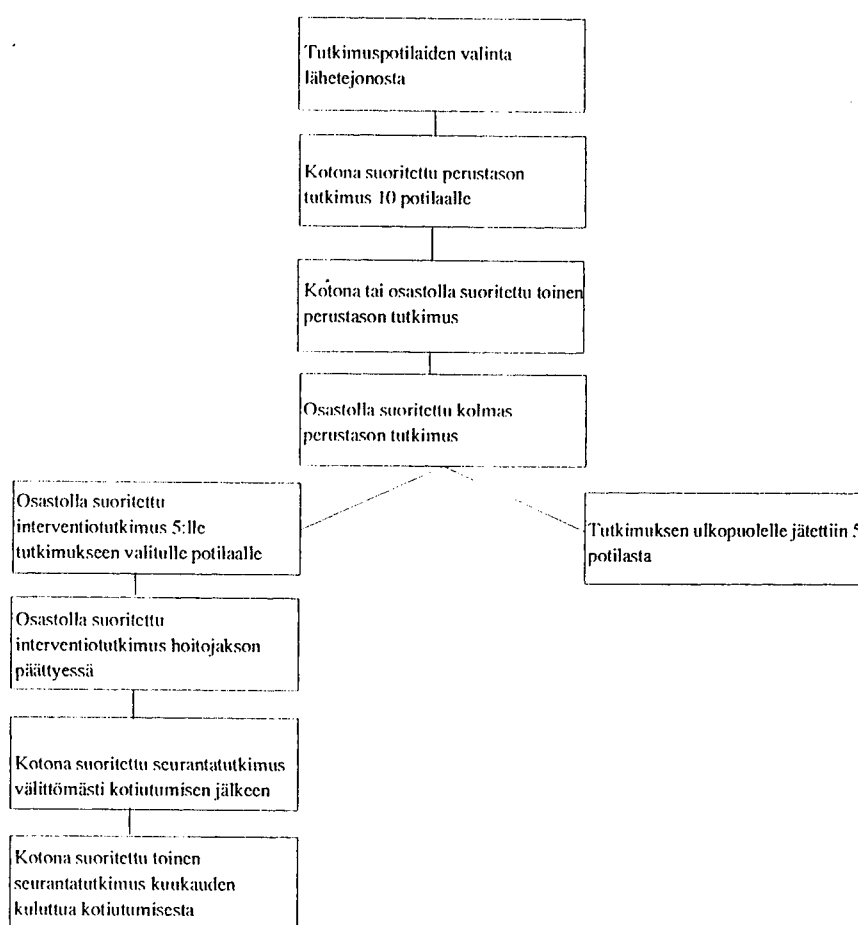 Tutkimuspotilaiden valinta
lähetejonosta
Kotona suoritettu perustason
tutkimus 10 potilaalle
Kotona tai osastolla suoritettu toinen
perustason tutkimus
Osastolla suoritettu kolmas
perustason tutkimus
Osastolla suoritettu
interventiotutkimus 5:lle
tutkimukseen valitulle potilaalle
Tutkimuksen ulkopuolelle jätettiin 5
potilasta
Osastolla suoritettu
interventiotutkimus hoitojakson
päättyessä
Kotona suoritettu seurantatutkimus
välittömästi kotiutumisen jälkeen
Kotona suoritettu toinen
seurantatutkimus kuukauden
kuluttua kotiutumisesta